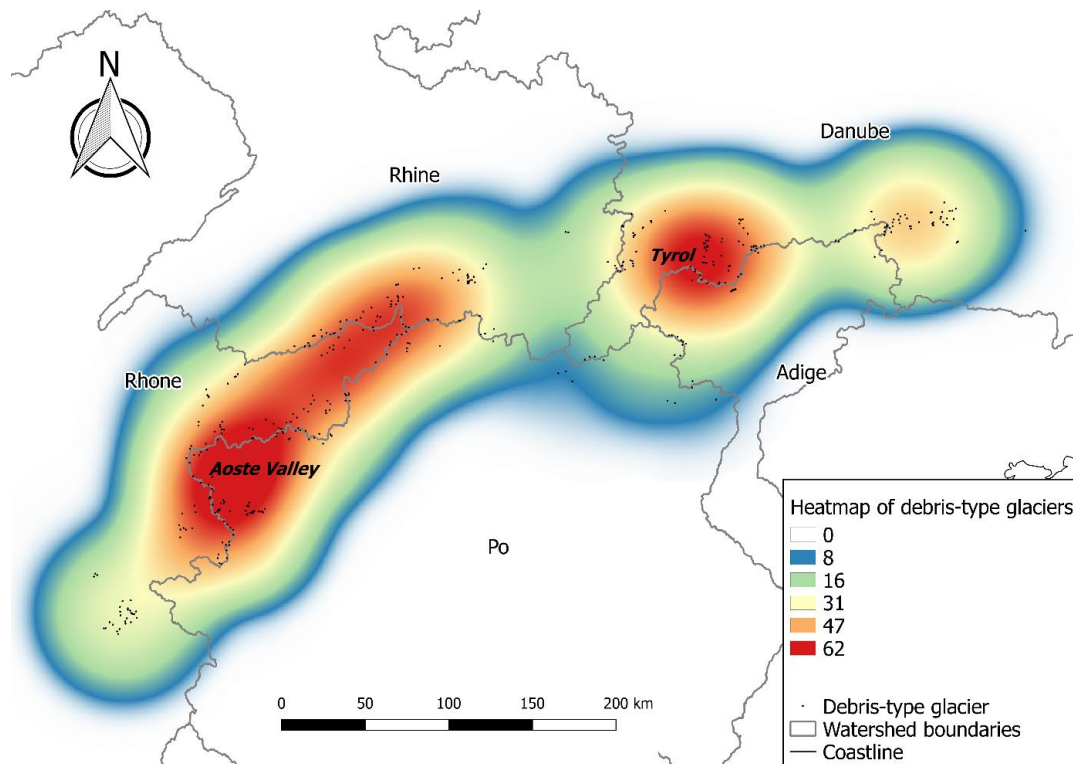 N
Danube
Rhine
Tyrol
Rhone
Adige
Aoste Valley
Po
Heatmap of debris-type glaciers
0
8
16
31
47
62
Debris-type glacier
Watershed boundaries
Coastline
0 50 100 150 200 km